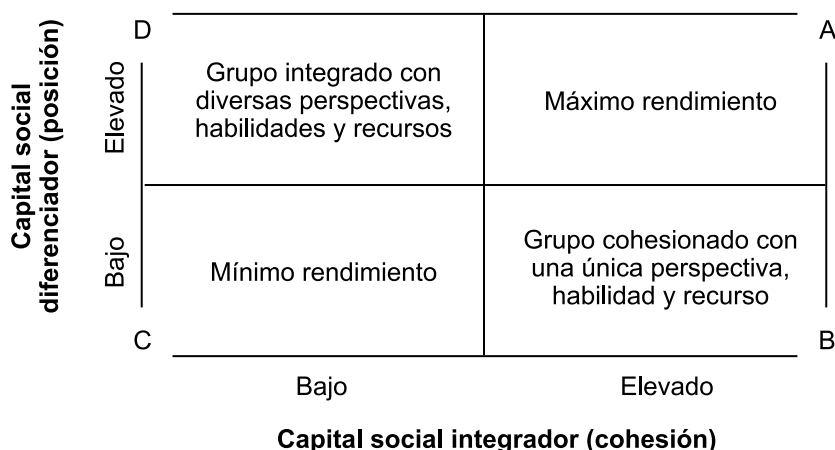 D
A
Capital social
diferenciador (posición)
Elevado
Grupo integrado con
diversas perspectivas,
habilidades y recursos
Máximo rendimiento
Bajo
Mínimo rendimiento
Grupo cohesionado con
una única perspectiva,
habilidad y recurso
C
B
Bajo
Elevado
Capital social integrador (cohesión)